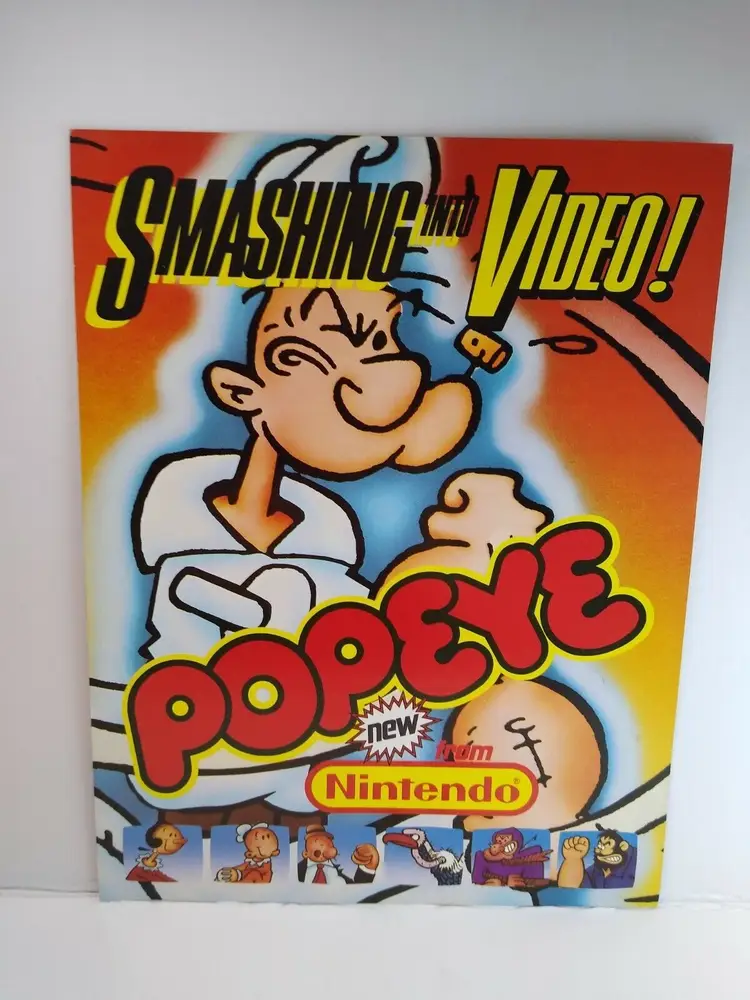 SMASHING INTO VIDEO!
POPEYE
new
from
Nintendo®